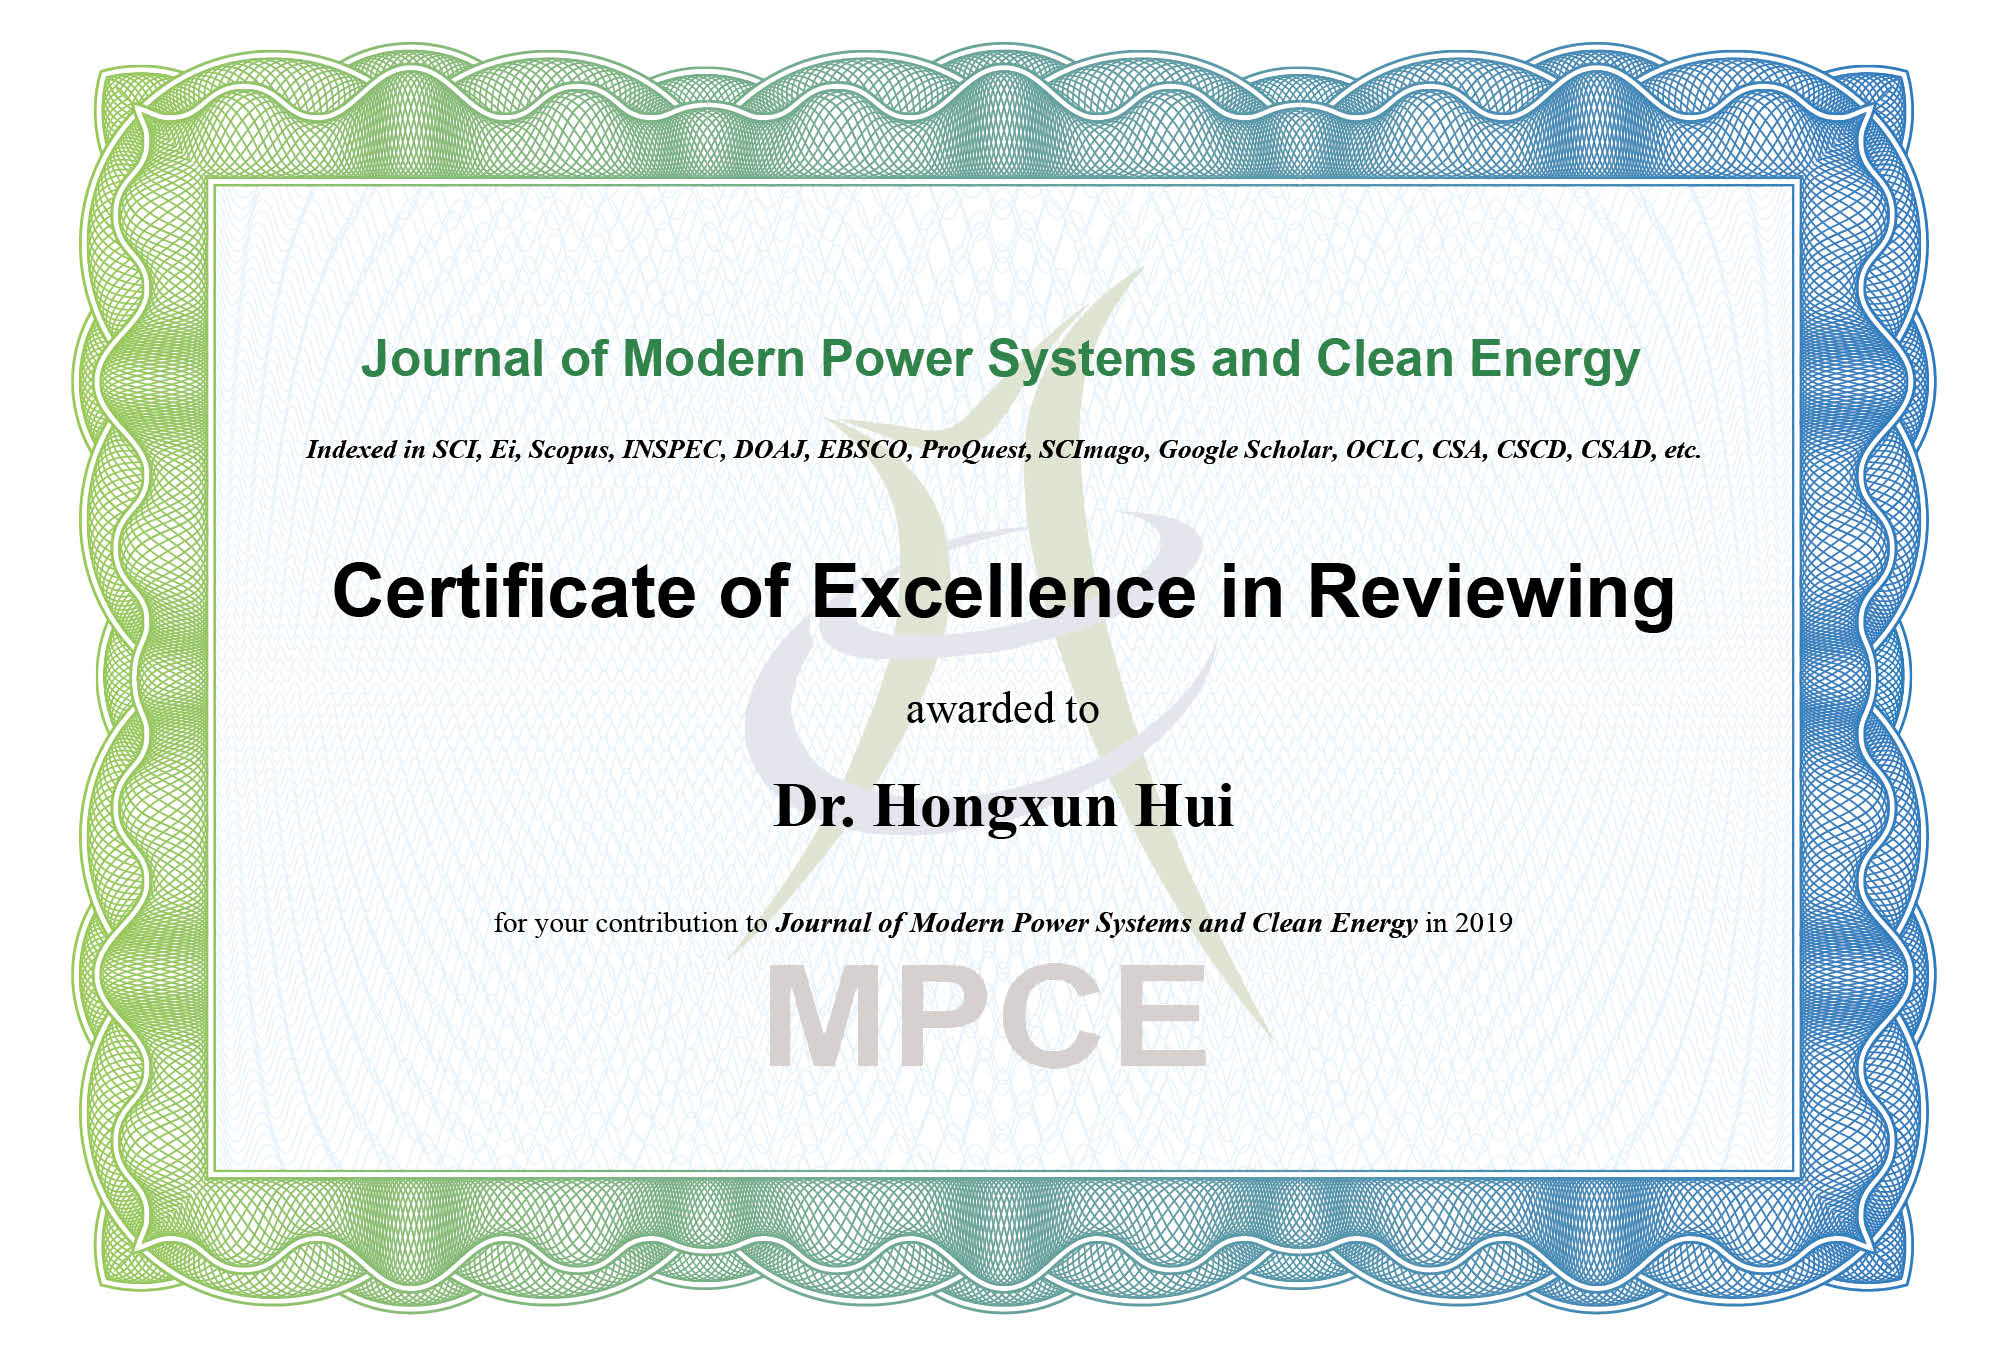 Journal of Modern Power Systems and Clean Energy
Indexed in SCI, Ei, Scopus, INSPEC, DOAJ, EBSCO, ProQuest, SCImago, Google Scholar, OCLC, CSA, CSCD, CSAD, etc.
Certificate of Excellence in Reviewing
awarded to
Dr. Hongxun Hui
for your contribution to Journal of Modern Power Systems and Clean Energy in 2019
MPCE